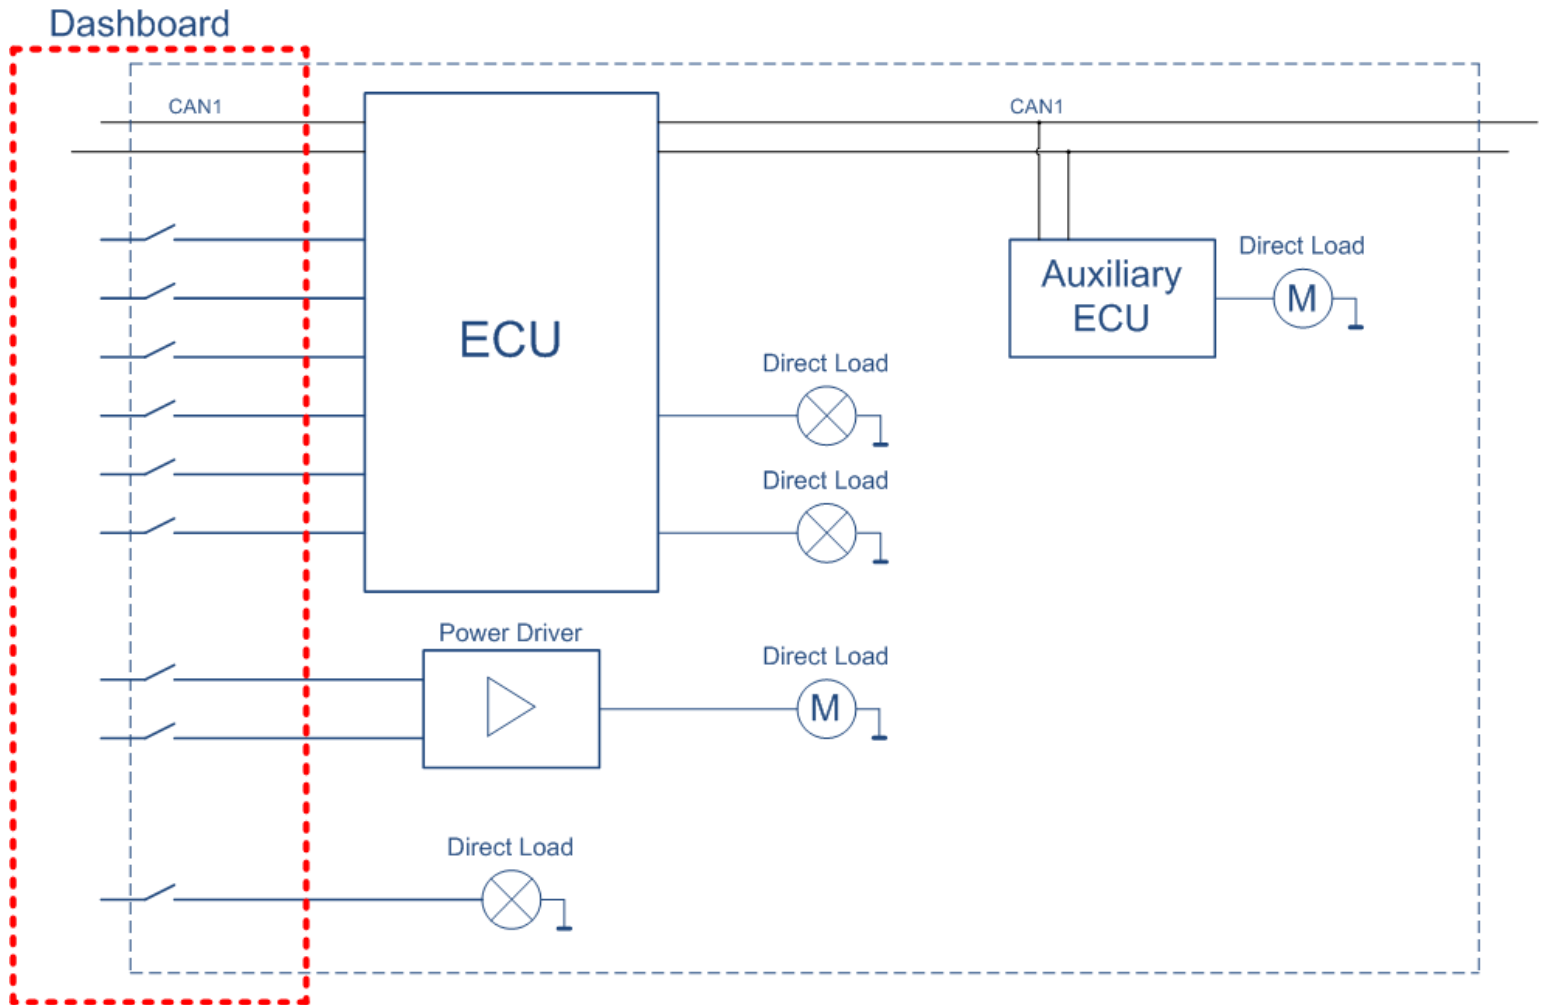 Dashboard
CAN1
CAN1
ECU
Auxiliary
ECU
Direct Load
M
Direct Load
Direct Load
Power Driver
Direct Load
M
Direct Load